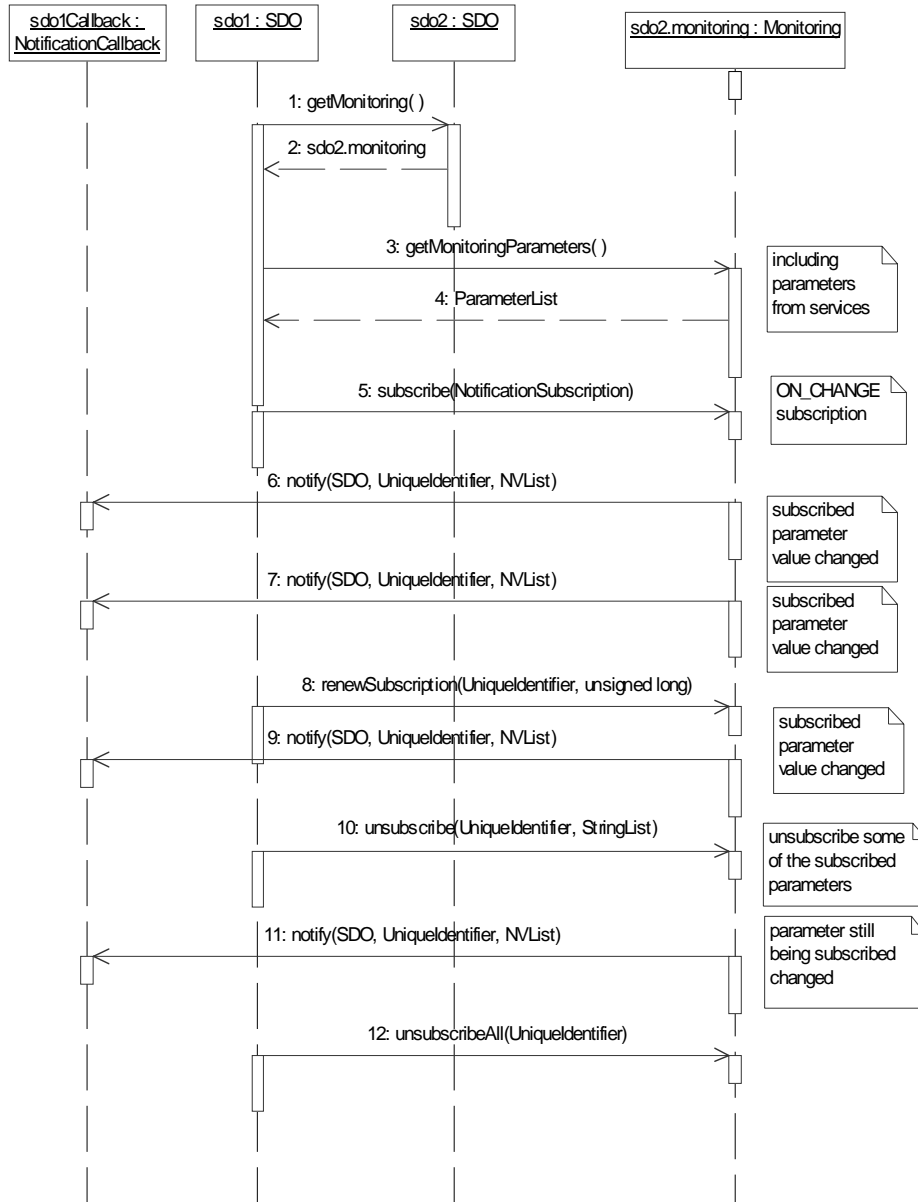 sdo1Callback :
NotificationCallback
sdo1 : SDO
sdo2 : SDO
sdo2.monitoring : Monitoring
1: getMonitoring( )
2: sdo2.monitoring
3: getMonitoringParameters( )
including
parameters
from services
4: ParameterList
5: subscribe(NotificationSubscription)
ON_CHANGE
subscription
6: notify(SDO, UniqueIdentifier, NVList)
subscribed
parameter
value changed
7: notify(SDO, UniqueIdentifier, NVList)
subscribed
parameter
value changed
8: renewSubscription(UniqueIdentifier, unsigned long)
9: notify(SDO, UniqueIdentifier, NVList)
subscribed
parameter
value changed
10: unsubscribe(UniqueIdentifier, StringList)
unsubscribe some
of the subscribed
parameters
11: notify(SDO, UniqueIdentifier, NVList)
parameter still
being subscribed
changed
12: unsubscribeAll(UniqueIdentifier)